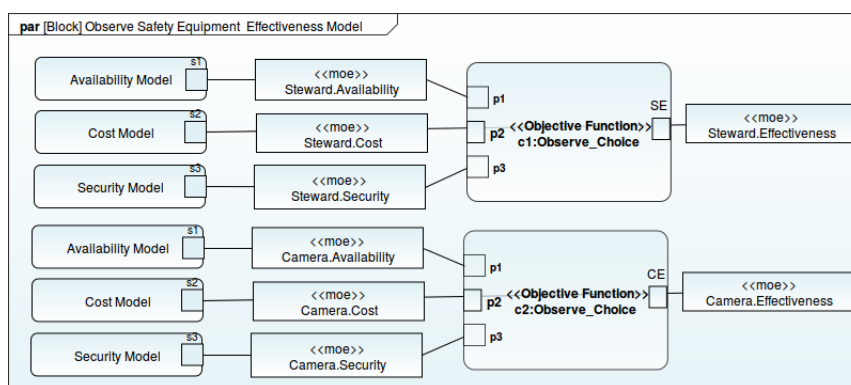 par [Block] Observe Safety Equipment Effectiveness Model
s1
Availability Model
<<moe>>
Steward.Availability
p1
s2
Cost Model
<<moe>>
Steward.Cost
p2
<<Objective Function>>
c1:Observe_Choice
SE
<<moe>>
Steward.Effectiveness
s3
Security Model
<<moe>>
Steward.Security
p3
s1
Availability Model
<<moe>>
Camera.Availability
p1
s2
Cost Model
<<moe>>
Camera.Cost
p2
<<Objective Function>>
c2:Observe_Choice
CE
<<moe>>
Camera.Effectiveness
s3
Security Model
<<moe>>
Camera.Security
p3